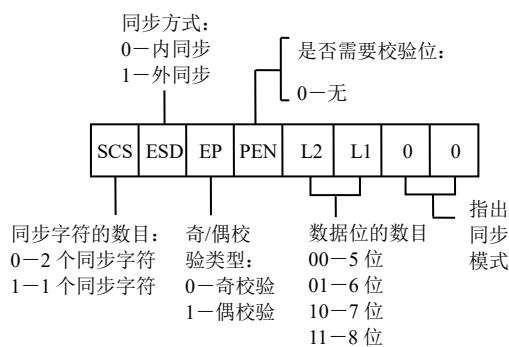 同步方式：
0－内同步
1－外同步
是否需要校验位：
0－无
SCS ESD EP PEN L2 L1 0 0
同步字符的数目：
0－2 个同步字符
1－1 个同步字符
奇/偶校
验类型：
0－奇校验
1－偶校验
数据位的数目
00－5 位
01－6 位
10－7 位
11－8 位
指出
同步
模式